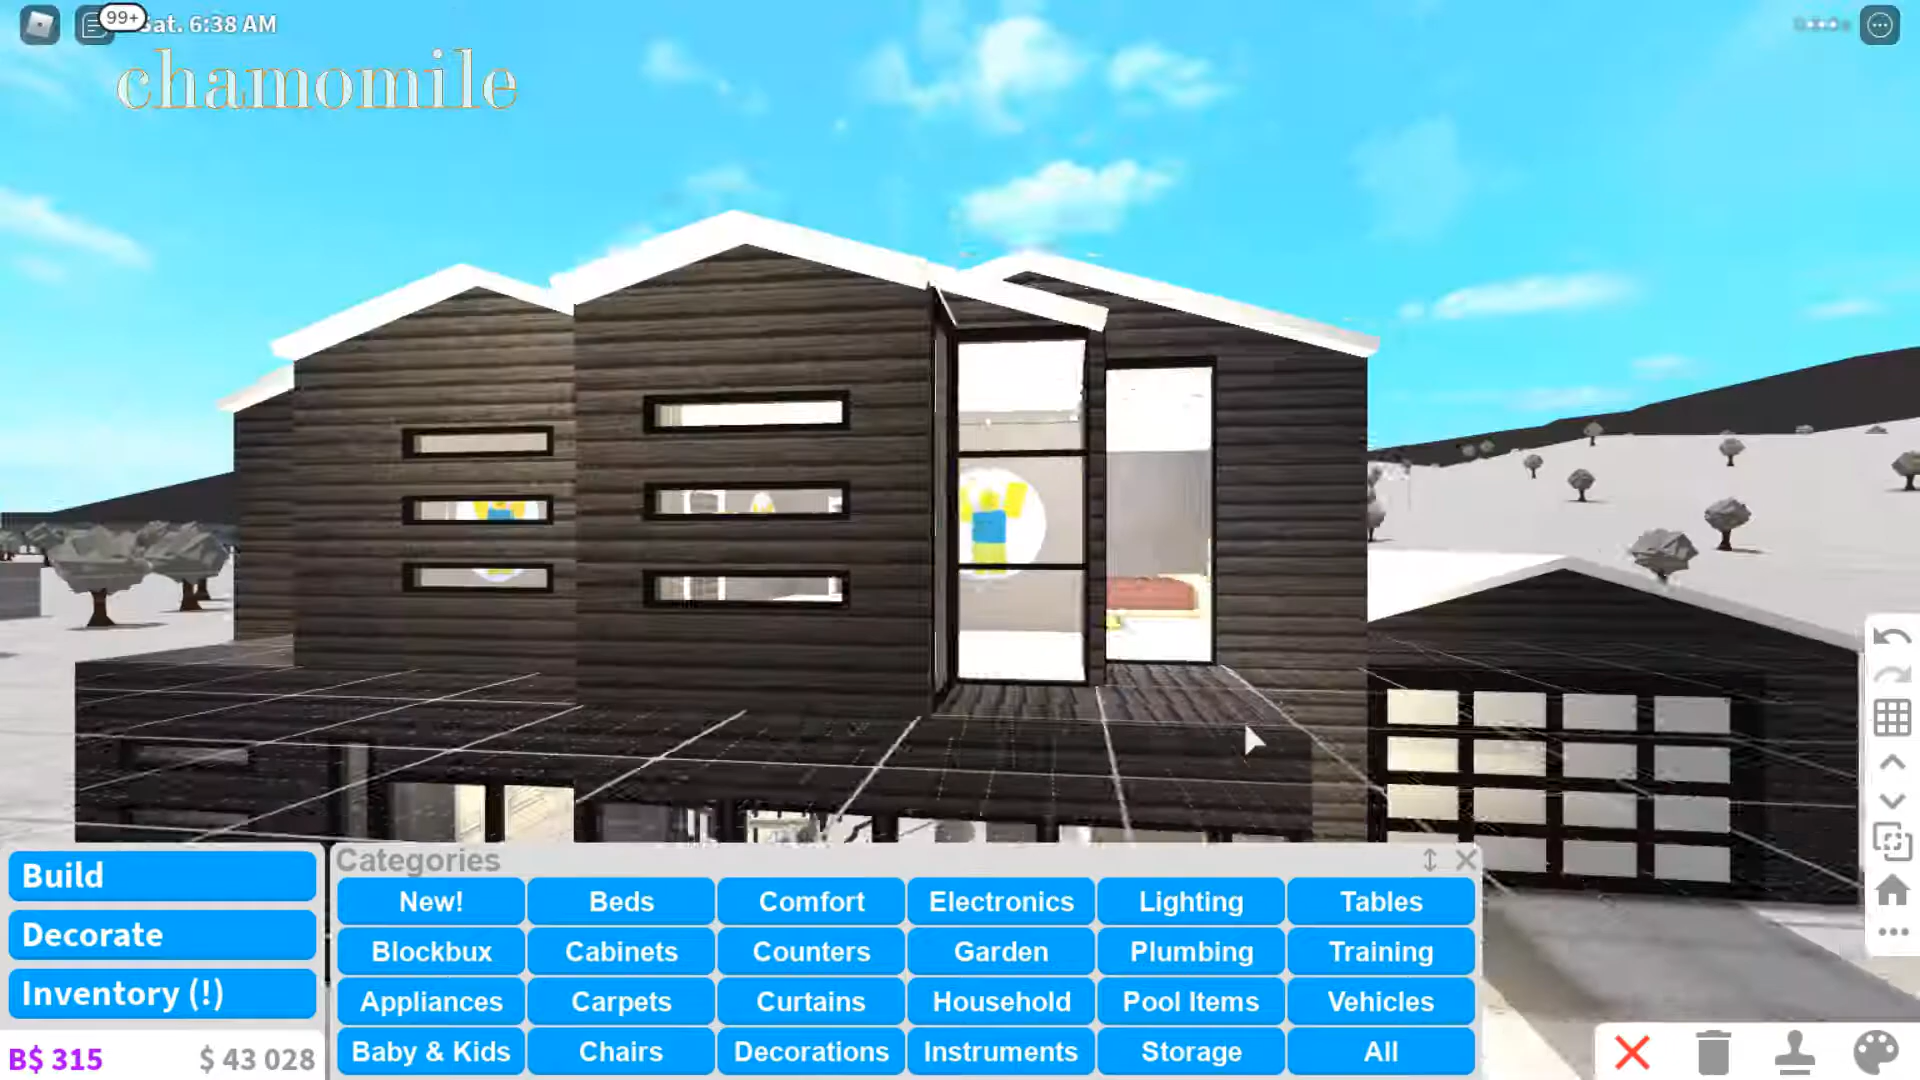 99+
Sat. 6:38 AM
chamomile
Build
Decorate
Inventory (!)
B$ 315
$ 43 028
Categories
New!
Beds
Comfort
Electronics
Lighting
Tables
Blockbux
Cabinets
Counters
Garden
Plumbing
Training
Appliances
Carpets
Curtains
Household
Pool Items
Vehicles
Baby & Kids
Chairs
Decorations
Instruments
Storage
All